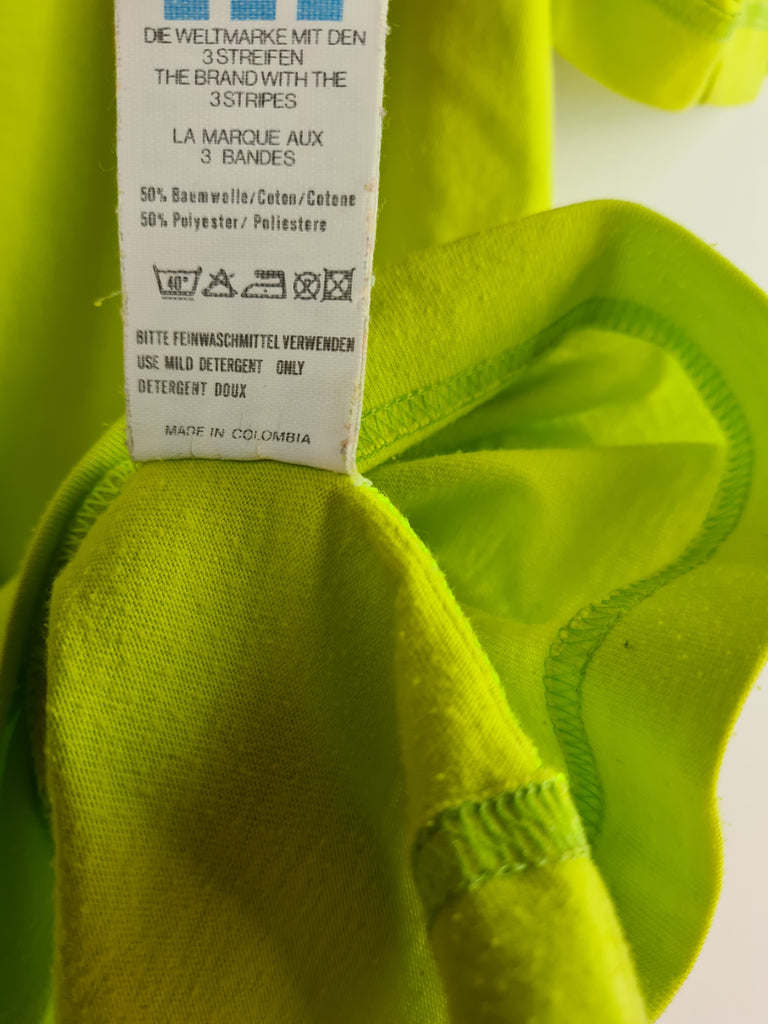 DIE WELTMARKE MIT DEN
3 STREIFEN
THE BRAND WITH THE
3 STRIPES
LA MARQUE AUX
3 BANDES
50% Baumwolle/Coton/Cotone
50% Polyester/ Poliestere
40°
BITTE FEINWASCHMITTEL VERWENDEN
USE MILD DETERGENT ONLY
DETERGENT DOUX
MADE IN COLOMBIA